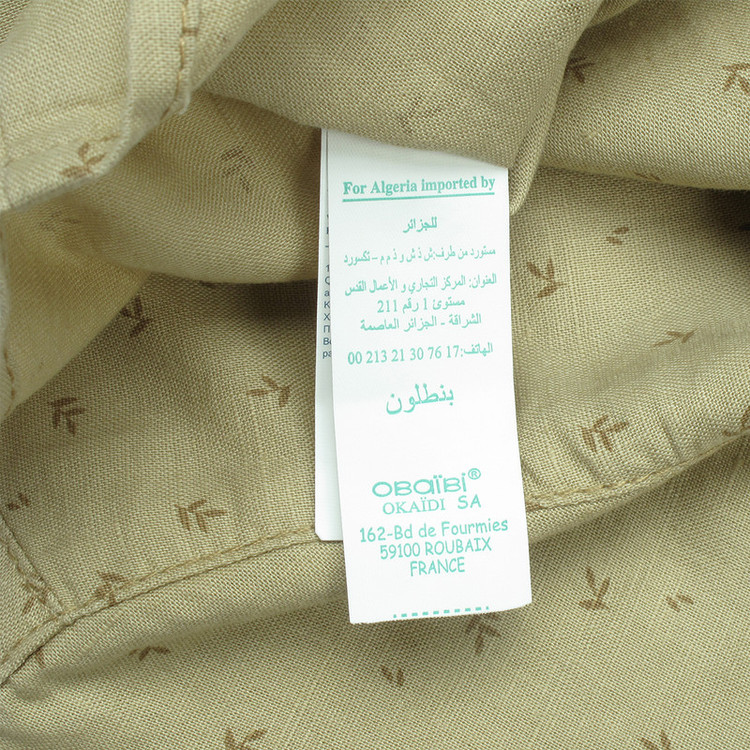 For Algeria imported by
للجزائر
مستورد من طرف:ش ذ ش و ذ م م – تكسورد
العنوان: المركز التجاري و الأعمال القدس
مستوئ 1 رقم 211
الشراقة - الجزائر العاصمة
الهاتف:17 76 30 21 213 00
بنطلون
OBaïBi®
OKAÏDI SA
162-Bd de Fourmies
59100 ROUBAIX
FRANCE